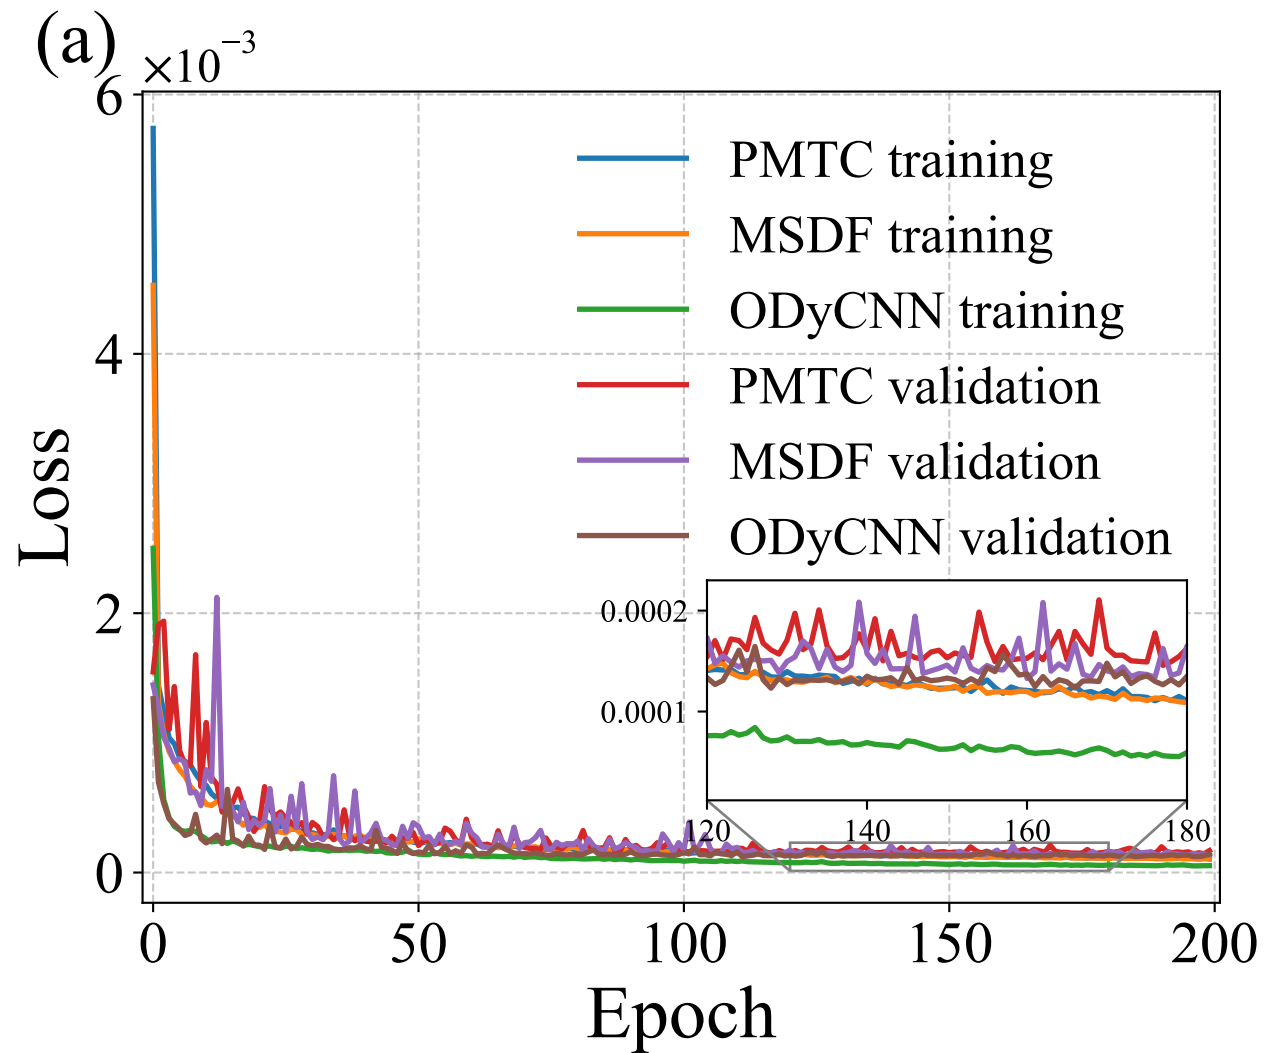 (a)
×10⁻³
6
4
2
0
Loss
PMTC training
MSDF training
ODyCNN training
PMTC validation
MSDF validation
ODyCNN validation
0.0002
0.0001
120 140 160 180
0 50 100 150 200
Epoch